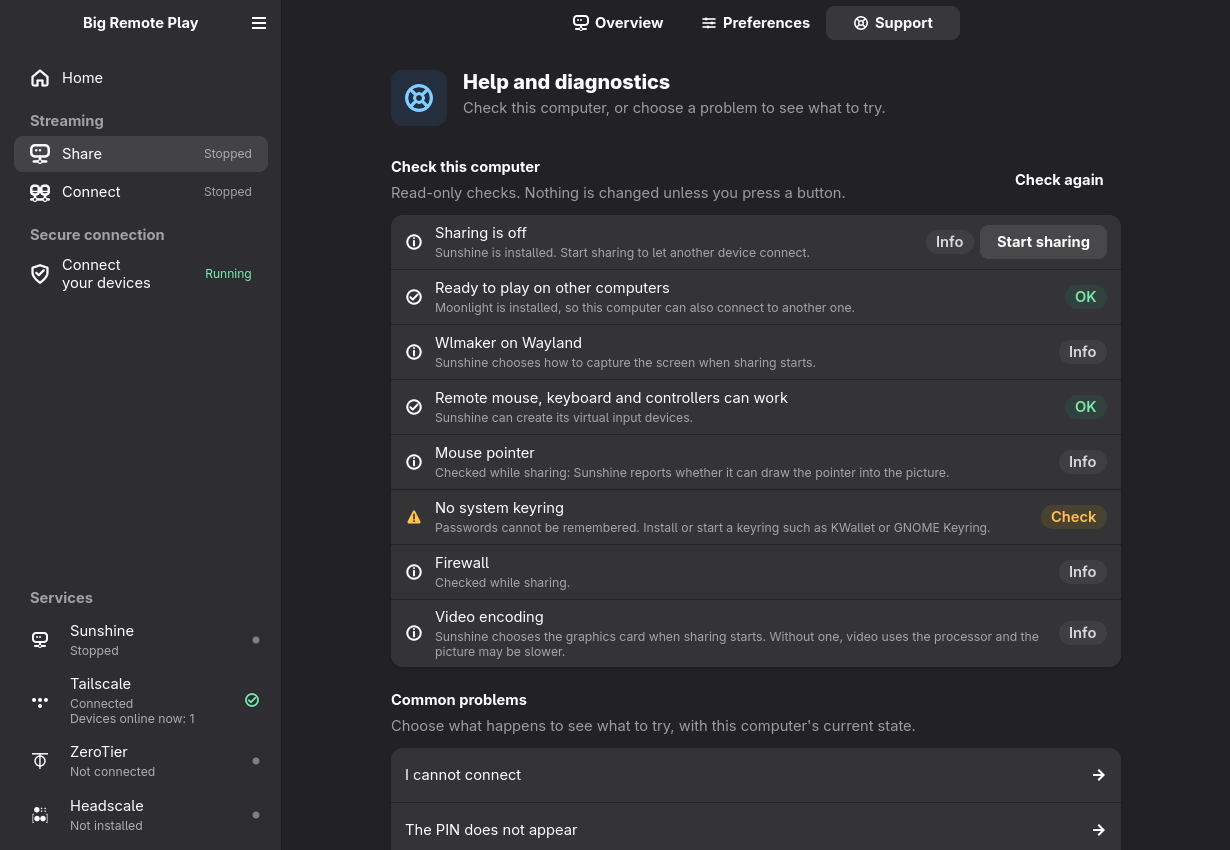 Big Remote Play
Home
Streaming
Share
Stopped
Connect
Stopped
Secure connection
Connect
your devices
Running
Services
Sunshine
Stopped
Tailscale
Connected
Devices online now: 1
ZeroTier
Not connected
Headscale
Not installed
Overview
Preferences
Support
Help and diagnostics
Check this computer, or choose a problem to see what to try.
Check this computer
Read-only checks. Nothing is changed unless you press a button.
Check again
Sharing is off
Sunshine is installed. Start sharing to let another device connect.
Info
Start sharing
Ready to play on other computers
Moonlight is installed, so this computer can also connect to another one.
OK
Wlmaker on Wayland
Sunshine chooses how to capture the screen when sharing starts.
Info
Remote mouse, keyboard and controllers can work
Sunshine can create its virtual input devices.
OK
Mouse pointer
Checked while sharing: Sunshine reports whether it can draw the pointer into the picture.
Info
No system keyring
Passwords cannot be remembered. Install or start a keyring such as KWallet or GNOME Keyring.
Check
Firewall
Checked while sharing.
Info
Video encoding
Sunshine chooses the graphics card when sharing starts. Without one, video uses the processor and the
picture may be slower.
Info
Common problems
Choose what happens to see what to try, with this computer's current state.
I cannot connect
The PIN does not appear